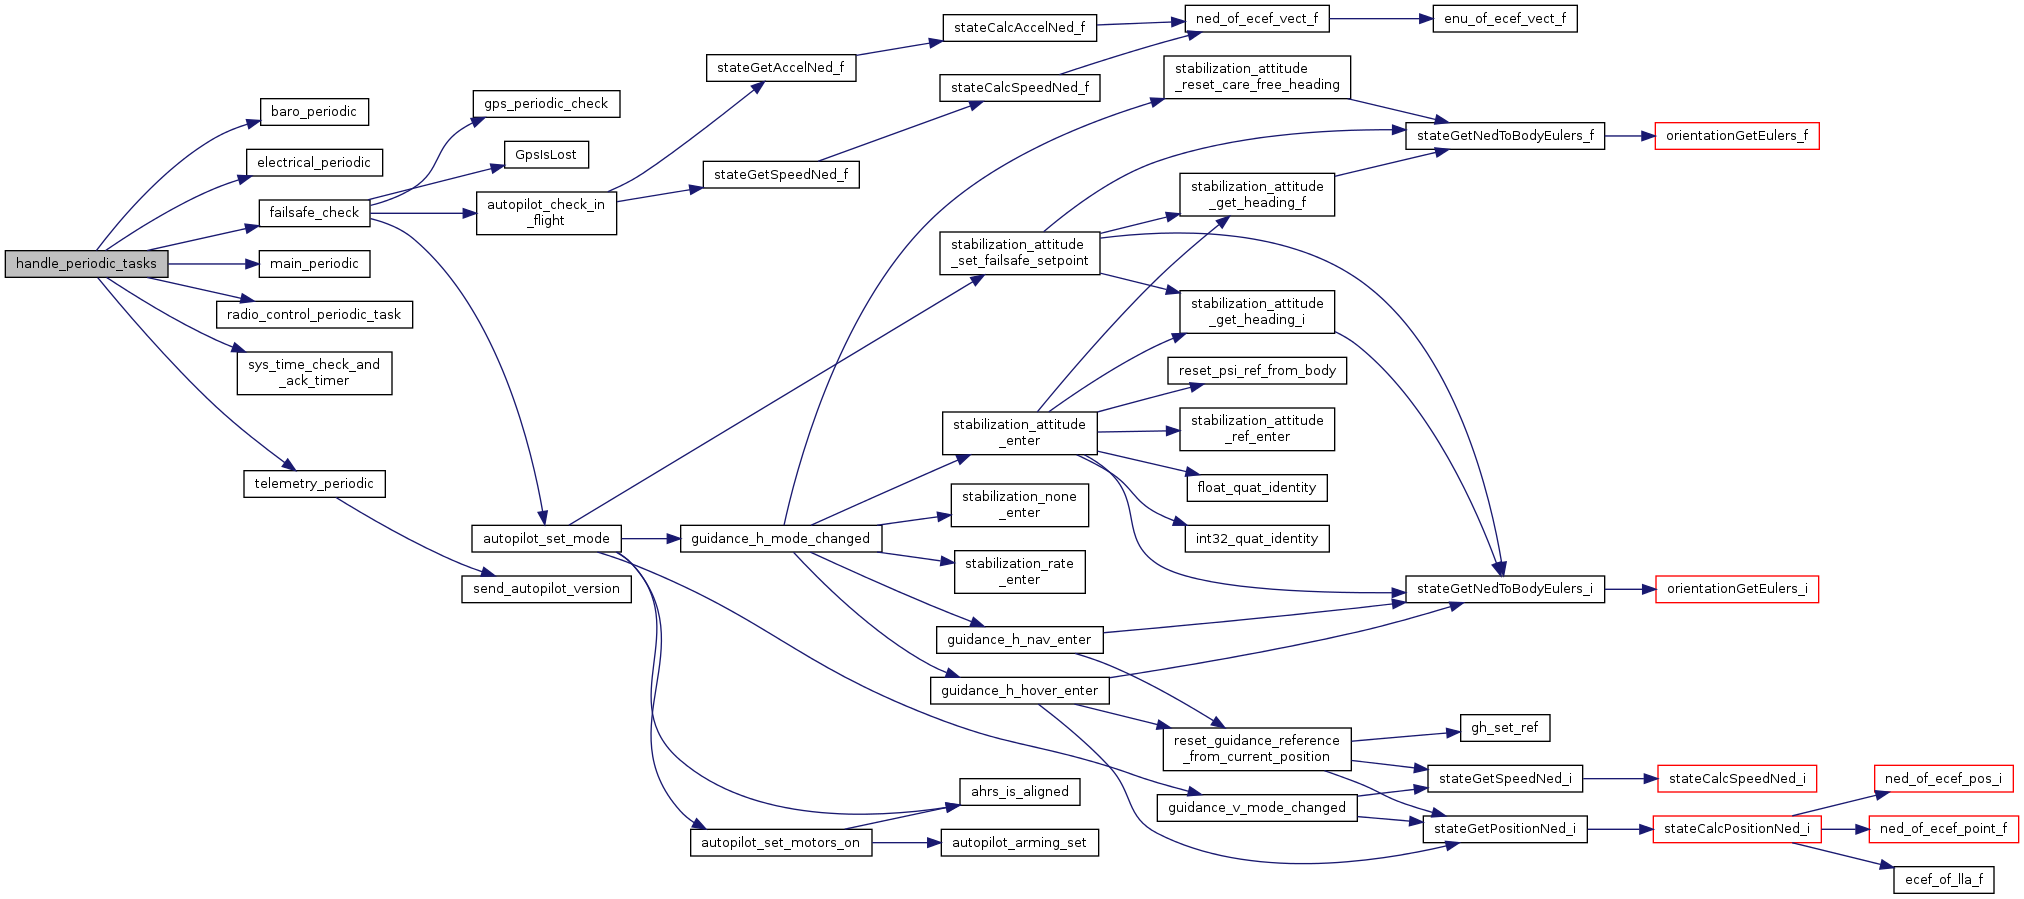 handle_periodic_tasks
baro_periodic
electrical_periodic
failsafe_check
main_periodic
radio_control_periodic_task
sys_time_check_and
_ack_timer
telemetry_periodic
gps_periodic_check
GpsIsLost
autopilot_check_in
_flight
autopilot_set_mode
send_autopilot_version
stateGetAccelNed_f
stateGetSpeedNed_f
guidance_h_mode_changed
autopilot_set_motors_on
stateCalcAccelNed_f
stateCalcSpeedNed_f
stabilization_attitude
_set_failsafe_setpoint
stabilization_attitude
_enter
stabilization_none
_enter
stabilization_rate
_enter
guidance_h_nav_enter
guidance_h_hover_enter
ahrs_is_aligned
autopilot_arming_set
ned_of_ecef_vect_f
stabilization_attitude
_reset_care_free_heading
stabilization_attitude
_get_heading_f
stabilization_attitude
_get_heading_i
reset_psi_ref_from_body
stabilization_attitude
_ref_enter
float_quat_identity
int32_quat_identity
reset_guidance_reference
_from_current_position
guidance_v_mode_changed
enu_of_ecef_vect_f
stateGetNedToBodyEulers_f
stateGetNedToBodyEulers_i
gh_set_ref
stateGetSpeedNed_i
stateGetPositionNed_i
orientationGetEulers_f
orientationGetEulers_i
stateCalcSpeedNed_i
stateCalcPositionNed_i
ned_of_ecef_pos_i
ned_of_ecef_point_f
ecef_of_lla_f